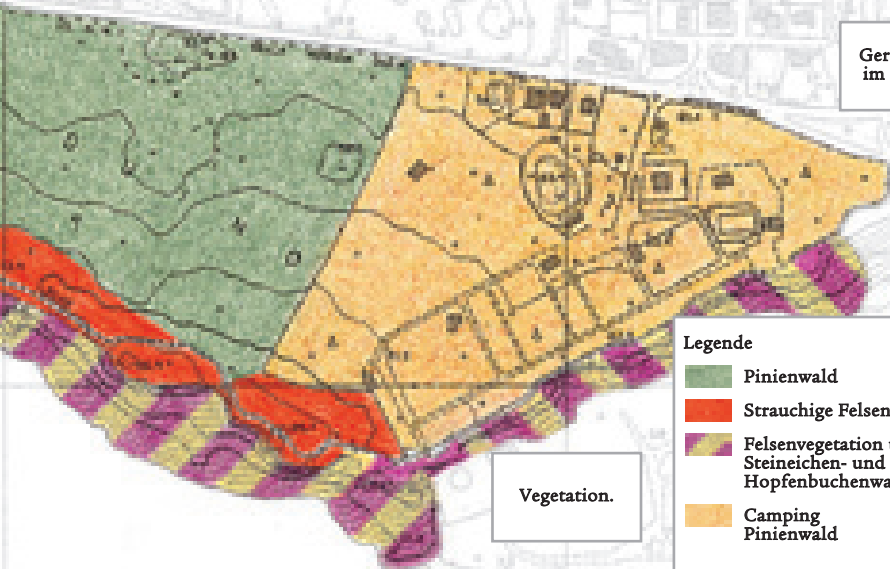 Ger
im
Legende
Pinienwald
Strauchige Felsen
Felsenvegetation
Steineichen- und
Hopfenbuchenwa
Camping
Pinienwald
Vegetation.